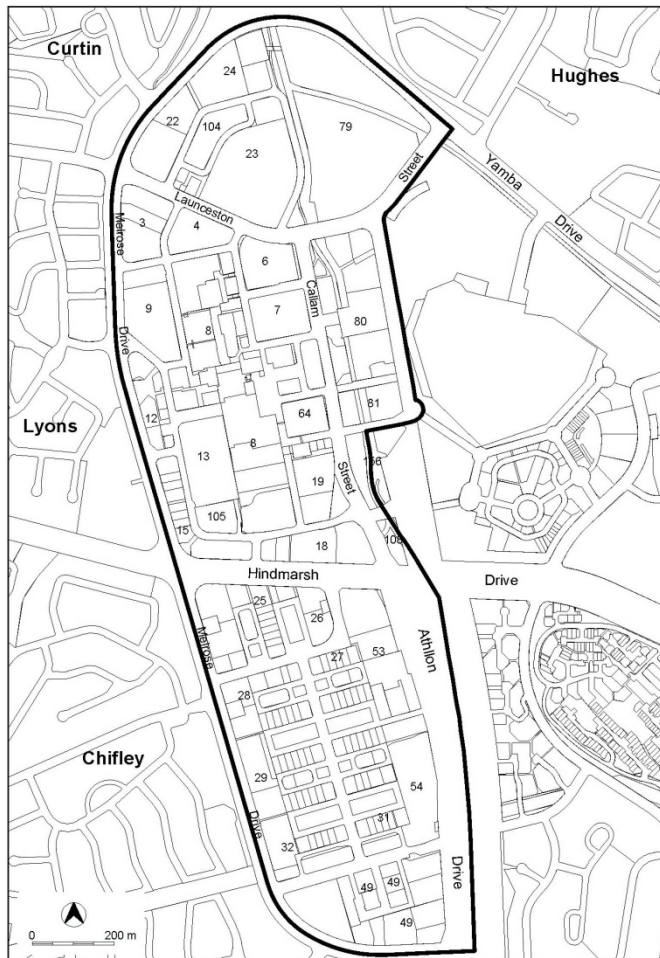 Curtin
Hughes
24
22
104
79
23
Street
Yamba
Drive
Launceston
Melrose
3
4
6
Callam
9
7
8
80
Drive
12
64
81
Lyons
13
8
156
19
Street
105
15
18
108
Hindmarsh
Drive
25
26
Melrose
27
53
Athllon
28
Chifley
29
54
Drive
31
32
49
49
Drive
49
0 200 m